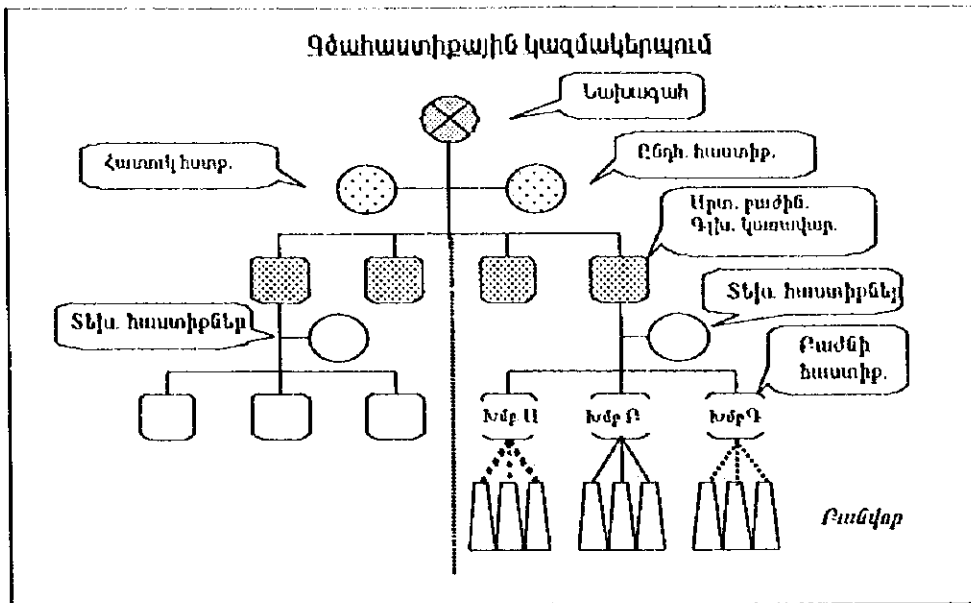 Գծահաստիքային կազմակերպում
Նախագահ
Հատուկ հստք.
Ընդհ. հաստիք.
Արտ. բաժին.
Գլխ. կառավար.
Տեխ. հաստիքներ
Տեխ. հաստիքներ
Բաժնի
հաստիք.
Խմբ Ա
Խմբ Բ
Խմբ Գ
Բանվոր